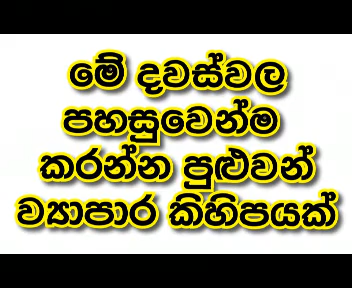 මේ දවස්වල
පහසුවෙන්ම
කරන්න පුළුවන්
ව්‍යාපාර කිහිපයක්